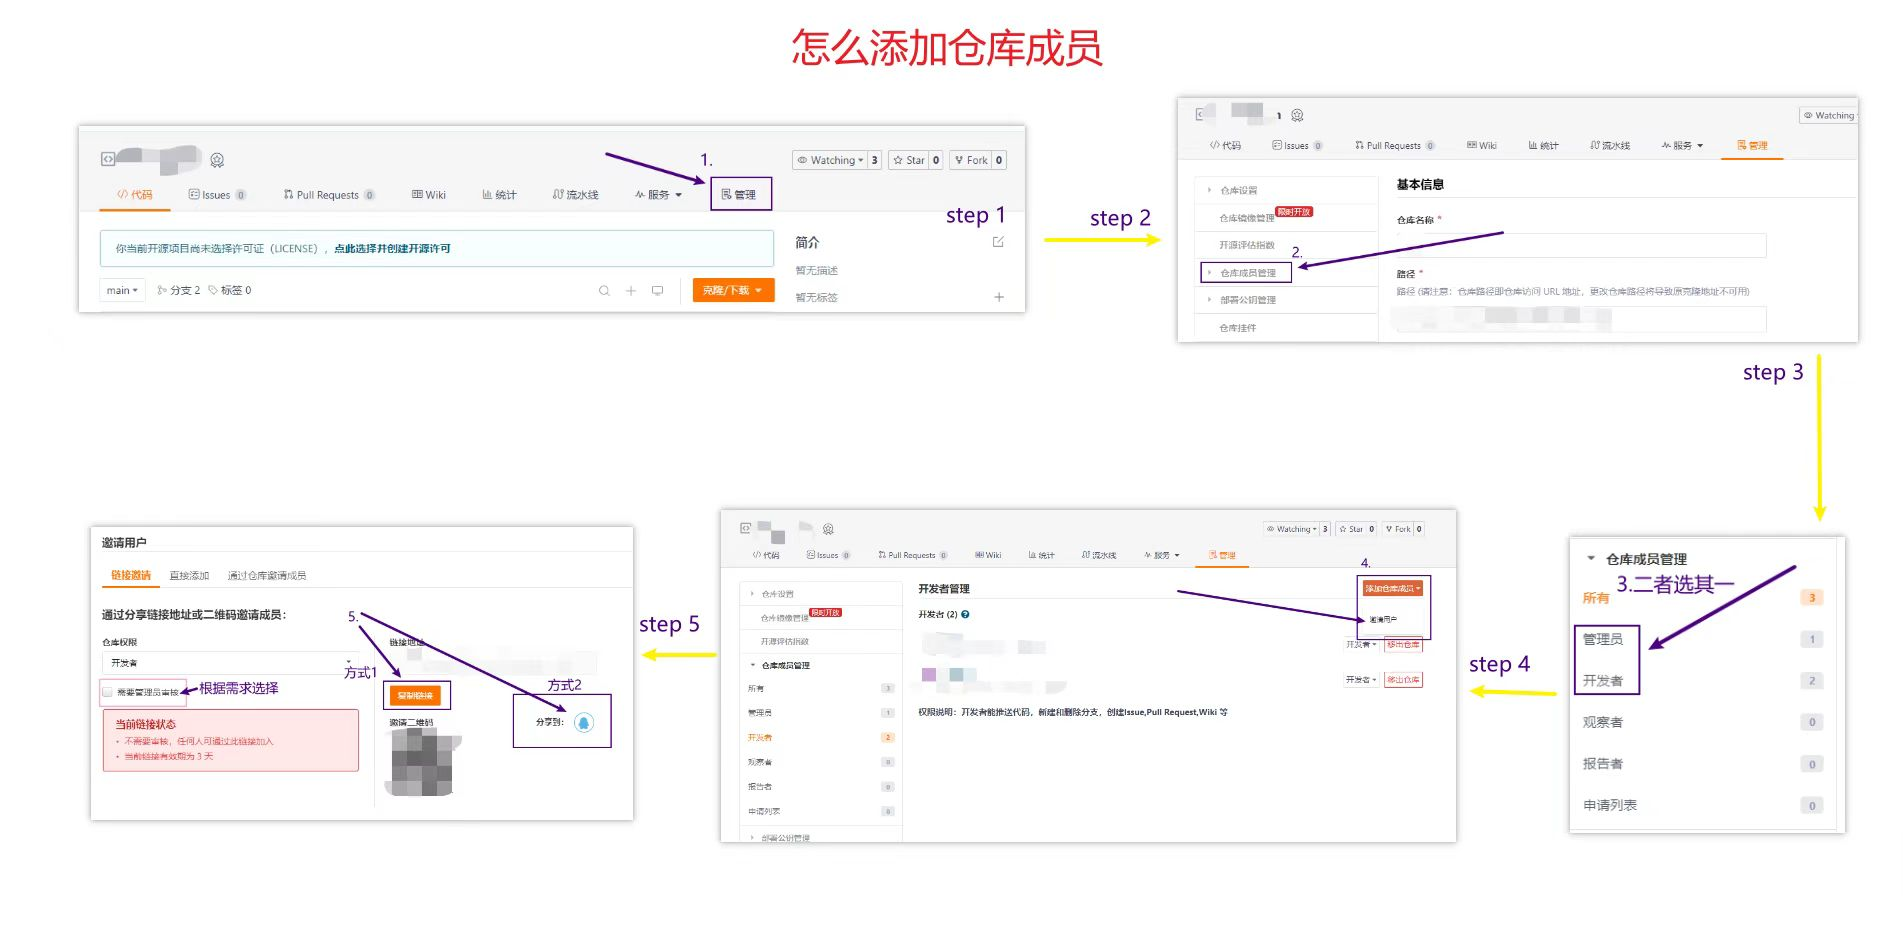 怎么添加仓库成员
1.
Watching 3 Star 0 Fork 0
代码 Issues 0 Pull Requests 0 Wiki 统计 流水线 服务 管理
你当前开源项目尚未选择许可证（LICENSE），点此选择并创建开源许可
简介
暂无描述
main 分支 2 标签 0
克隆/下载
暂无标签
step 1
step 2
Watching
代码 Issues 0 Pull Requests 0 Wiki 统计 流水线 服务 管理
仓库设置
仓库镜像管理 限时开放
开源评估指数
2.
仓库成员管理
部署公钥管理
仓库挂件
基本信息
仓库名称 *
路径 *
路径 (请注意：仓库路径即仓库访问 URL 地址，更改仓库路径将导致原克隆地址不可用)
step 3
仓库成员管理
3.二者选其一
所有 3
管理员 1
开发者 2
观察者 0
报告者 0
申请列表 0
step 4
Watching 3 Star 0 Fork 0
代码 Issues 0 Pull Requests 0 Wiki 统计 流水线 服务 管理
仓库设置
仓库镜像管理 限时开放
开源评估指数
仓库成员管理
所有 3
管理员 1
开发者 2
观察者 0
报告者 0
申请列表 0
部署公钥管理
开发者管理
4.
添加仓库成员
邀请用户
开发者 (2)
开发者 移出仓库
开发者 移出仓库
权限说明：开发者能推送代码，新建和删除分支，创建Issue,Pull Request,Wiki 等
step 5
邀请用户
链接邀请 直接添加 通过仓库邀请成员
通过分享链接地址或二维码邀请成员：
5.
仓库权限
开发者
需要管理员审核
根据需求选择
当前链接状态
• 不需要审核，任何人可通过此链接加入
• 当前链接有效期为 3 天
链接地址
方式1
复制链接
邀请二维码
方式2
分享到：